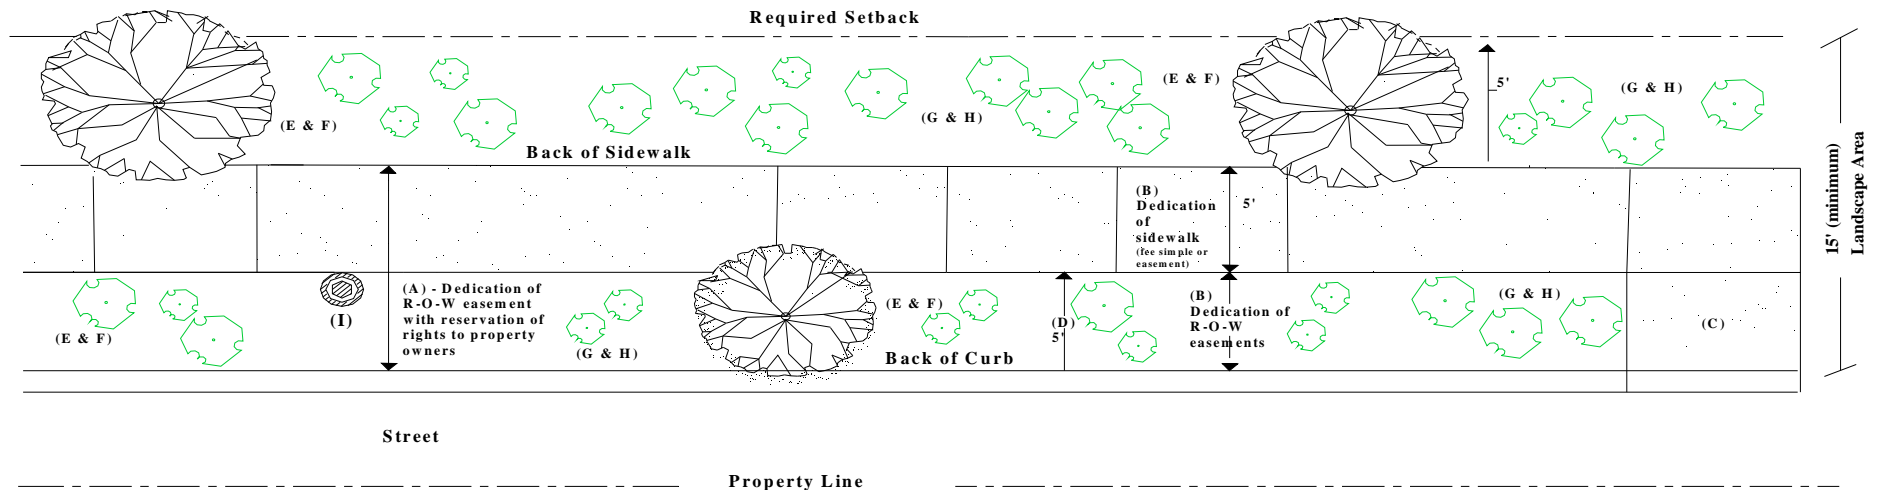 Required Setback
(E & F)
(G & H)
5'
(G & H)
(E & F)
(G & H)
Back of Sidewalk
15' (minimum)
Landscape Area
(B)
Dedication
of
sidewalk
(fee simple or
easement)
5'
(E & F)
(I)
(A) - Dedication of
R-O-W easement
with reservation of
rights to property
owners
(G & H)
(E & F)
Back of Curb
(D)
5'
(B)
Dedication of
R-O-W
easements
(G & H)
(C)
Street
Property Line